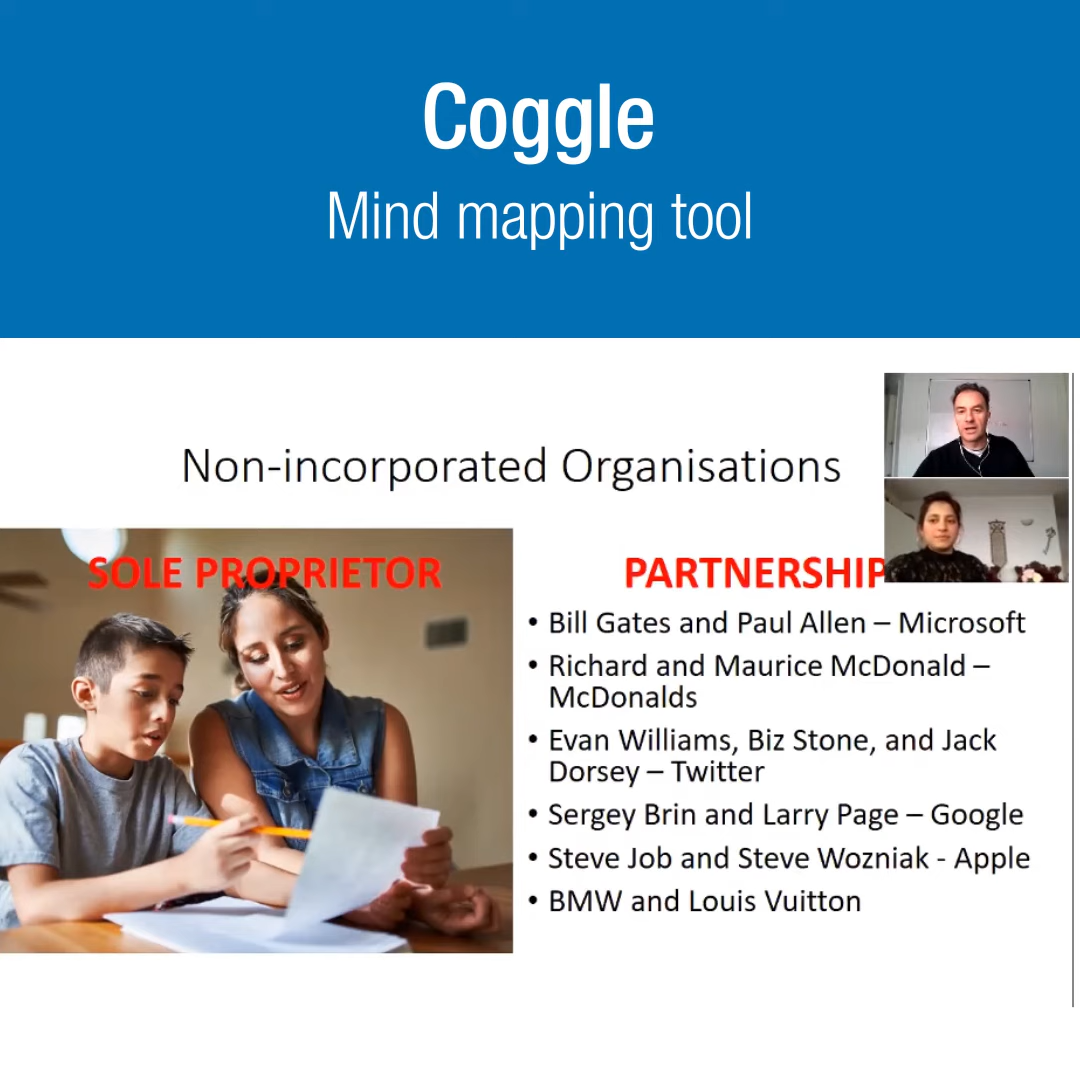 Coggle
Mind mapping tool
Non-incorporated Organisations
SOLE PROPRIETOR
PARTNERSHIP
• Bill Gates and Paul Allen – Microsoft
• Richard and Maurice McDonald –
McDonalds
• Evan Williams, Biz Stone, and Jack
Dorsey – Twitter
• Sergey Brin and Larry Page – Google
• Steve Job and Steve Wozniak - Apple
• BMW and Louis Vuitton